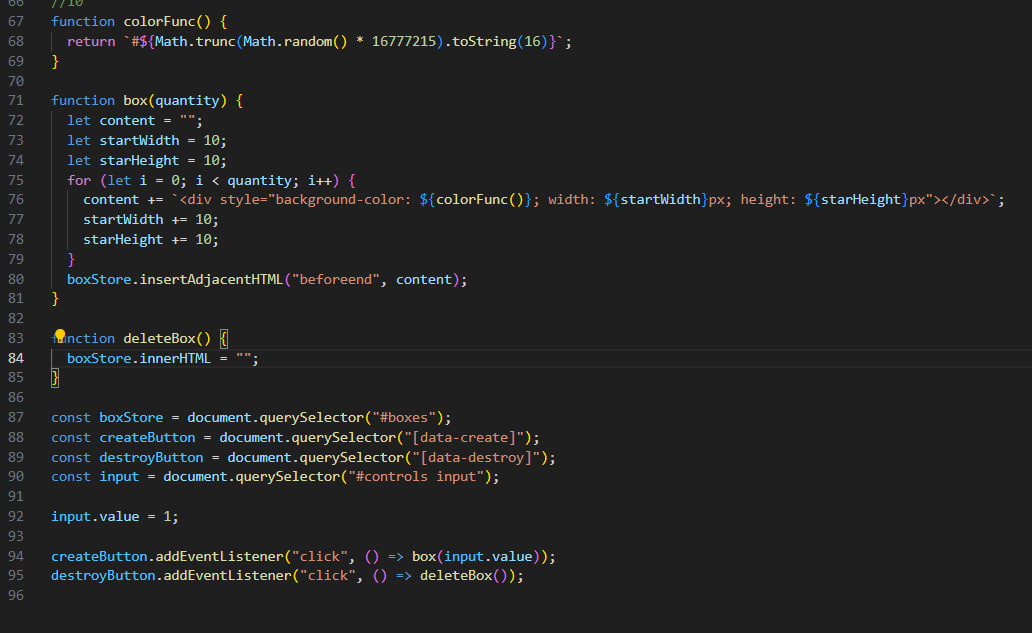 66 //10
67 function colorFunc() {
68 return `#${Math.trunc(Math.random() * 16777215).toString(16)}`;
69 }
70
71 function box(quantity) {
72 let content = "";
73 let startWidth = 10;
74 let starHeight = 10;
75 for (let i = 0; i < quantity; i++) {
76 content += `<div style="background-color: ${colorFunc()}; width: ${startWidth}px; height: ${starHeight}px"></div>`;
77 startWidth += 10;
78 starHeight += 10;
79 }
80 boxStore.insertAdjacentHTML("beforeend", content);
81 }
82
83 function deleteBox() {
84 boxStore.innerHTML = "";
85 }
86
87 const boxStore = document.querySelector("#boxes");
88 const createButton = document.querySelector("[data-create]");
89 const destroyButton = document.querySelector("[data-destroy]");
90 const input = document.querySelector("#controls input");
91
92 input.value = 1;
93
94 createButton.addEventListener("click", () => box(input.value));
95 destroyButton.addEventListener("click", () => deleteBox());
96